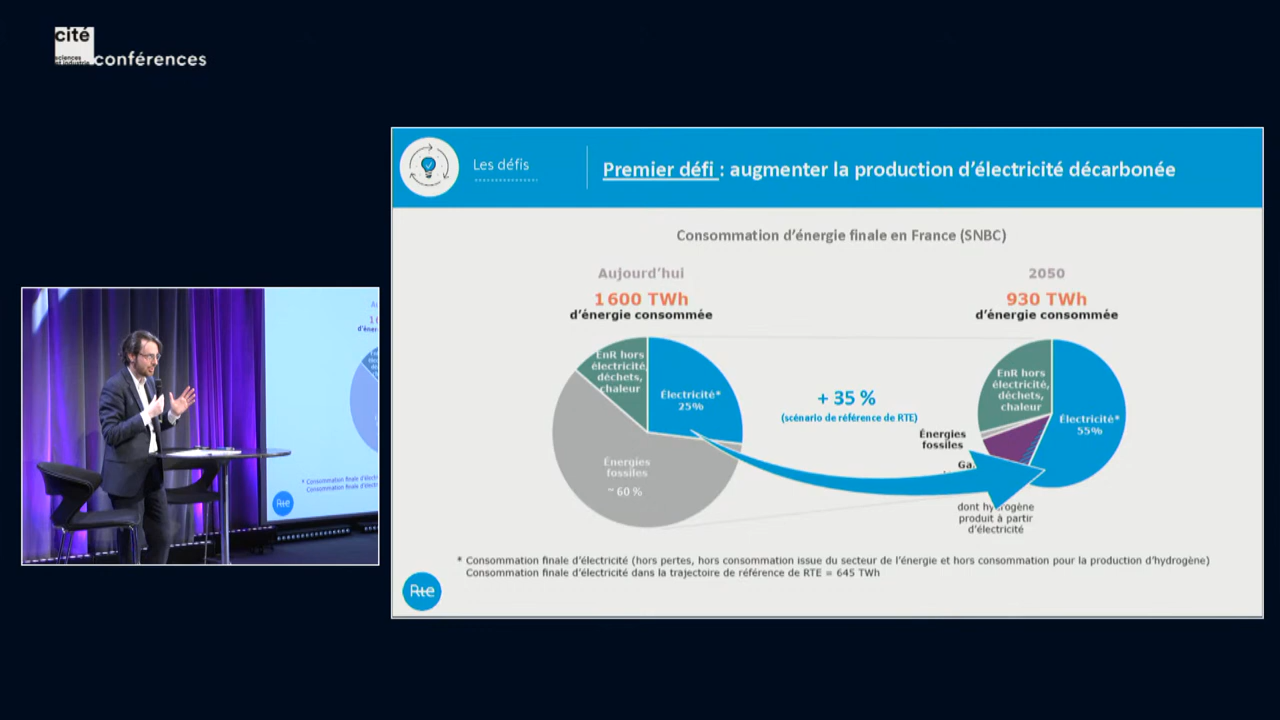 cité
sciences
et industrie
conférences
Les défis
Premier défi : augmenter la production d'électricité décarbonée
Consommation d'énergie finale en France (SNBC)
Aujourd'hui
1 600 TWh
d'énergie consommée
2050
930 TWh
d'énergie consommée
EnR hors
électricité,
déchets,
chaleur
Électricité*
25%
Énergies
fossiles
~ 60 %
+ 35 %
(scénario de référence de RTE)
EnR hors
électricité,
déchets,
chaleur
Électricité*
55%
Énergies
fossiles
dont hydrogène
produit à partir
d'électricité
* Consommation finale d'électricité (hors pertes, hors consommation issue du secteur de l'énergie et hors consommation pour la production d'hydrogène)
Consommation finale d'électricité dans la trajectoire de référence de RTE = 645 TWh
Rte
Rte